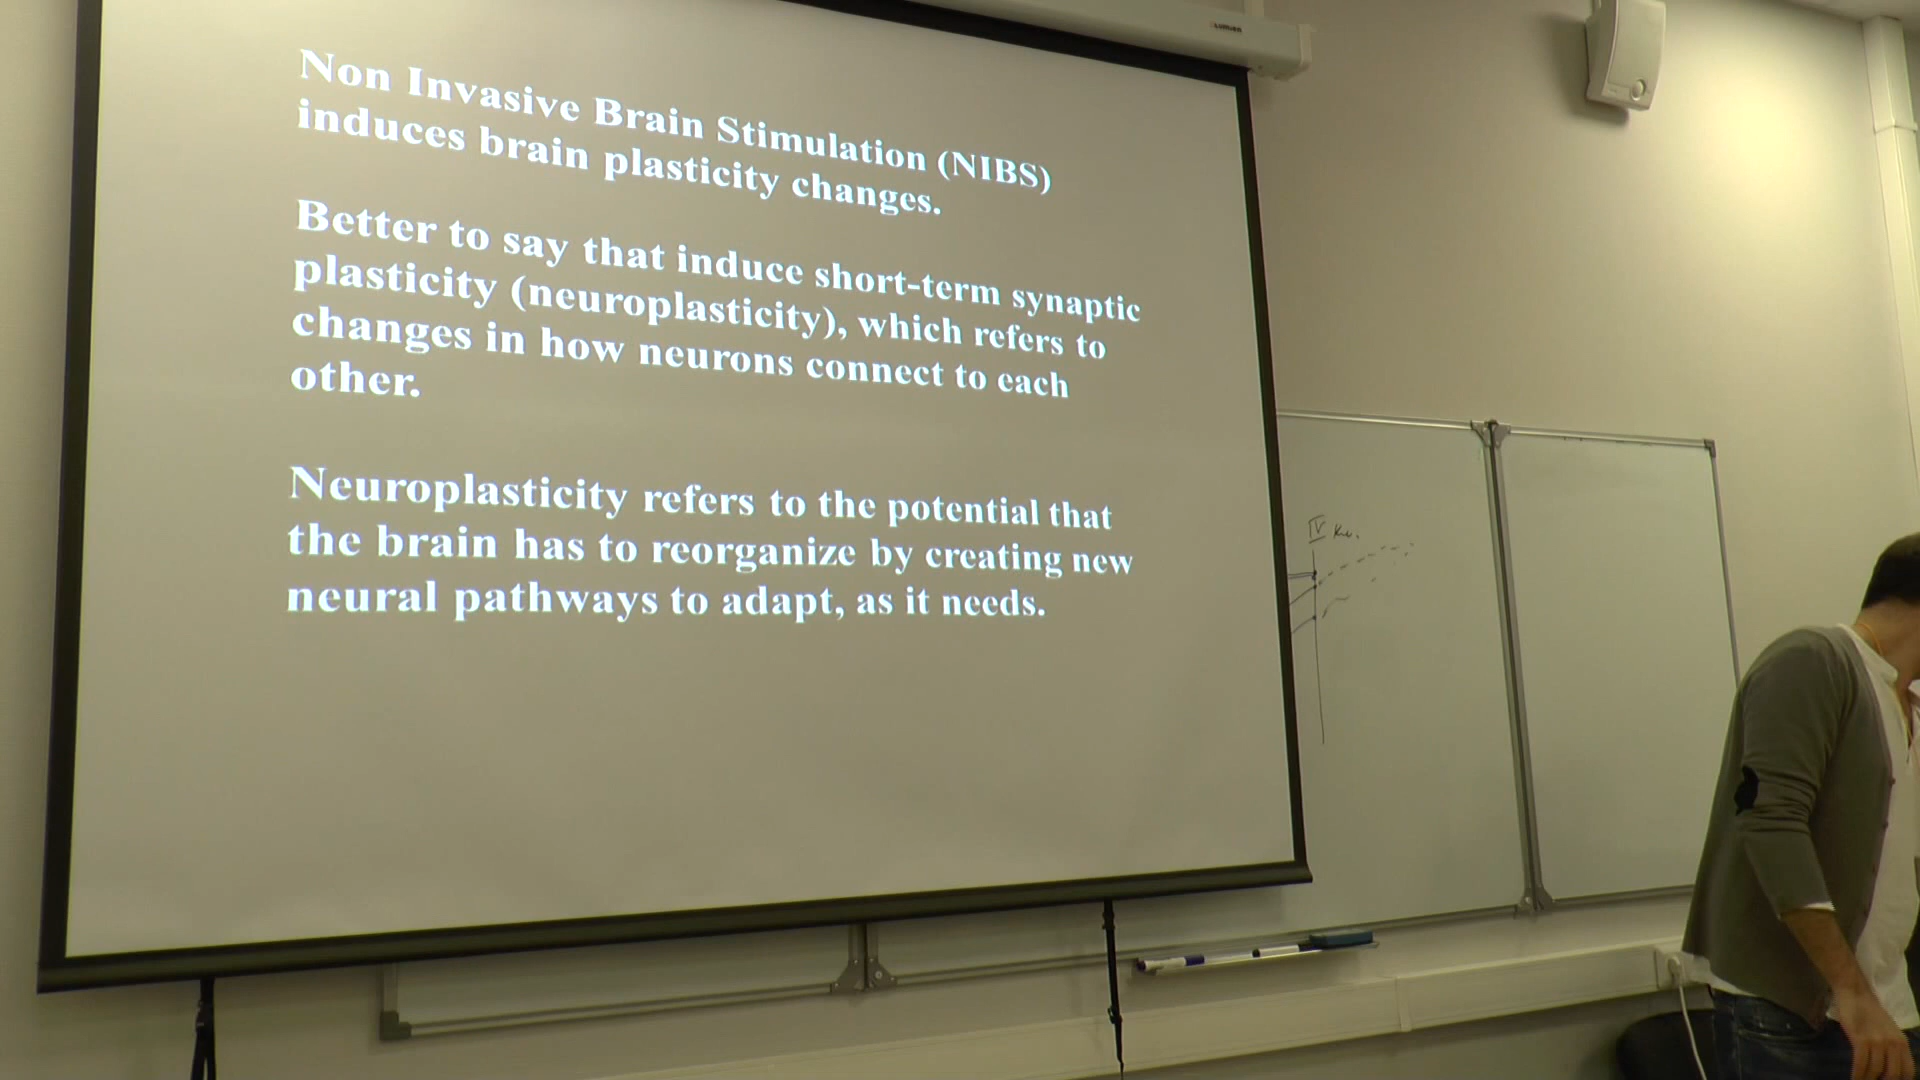 LUMIEN
Non Invasive Brain Stimulation (NIBS)
induces brain plasticity changes.
Better to say that induce short-term synaptic
plasticity (neuroplasticity), which refers to
changes in how neurons connect to each
other.
Neuroplasticity refers to the potential that
the brain has to reorganize by creating new
neural pathways to adapt, as it needs.
IV